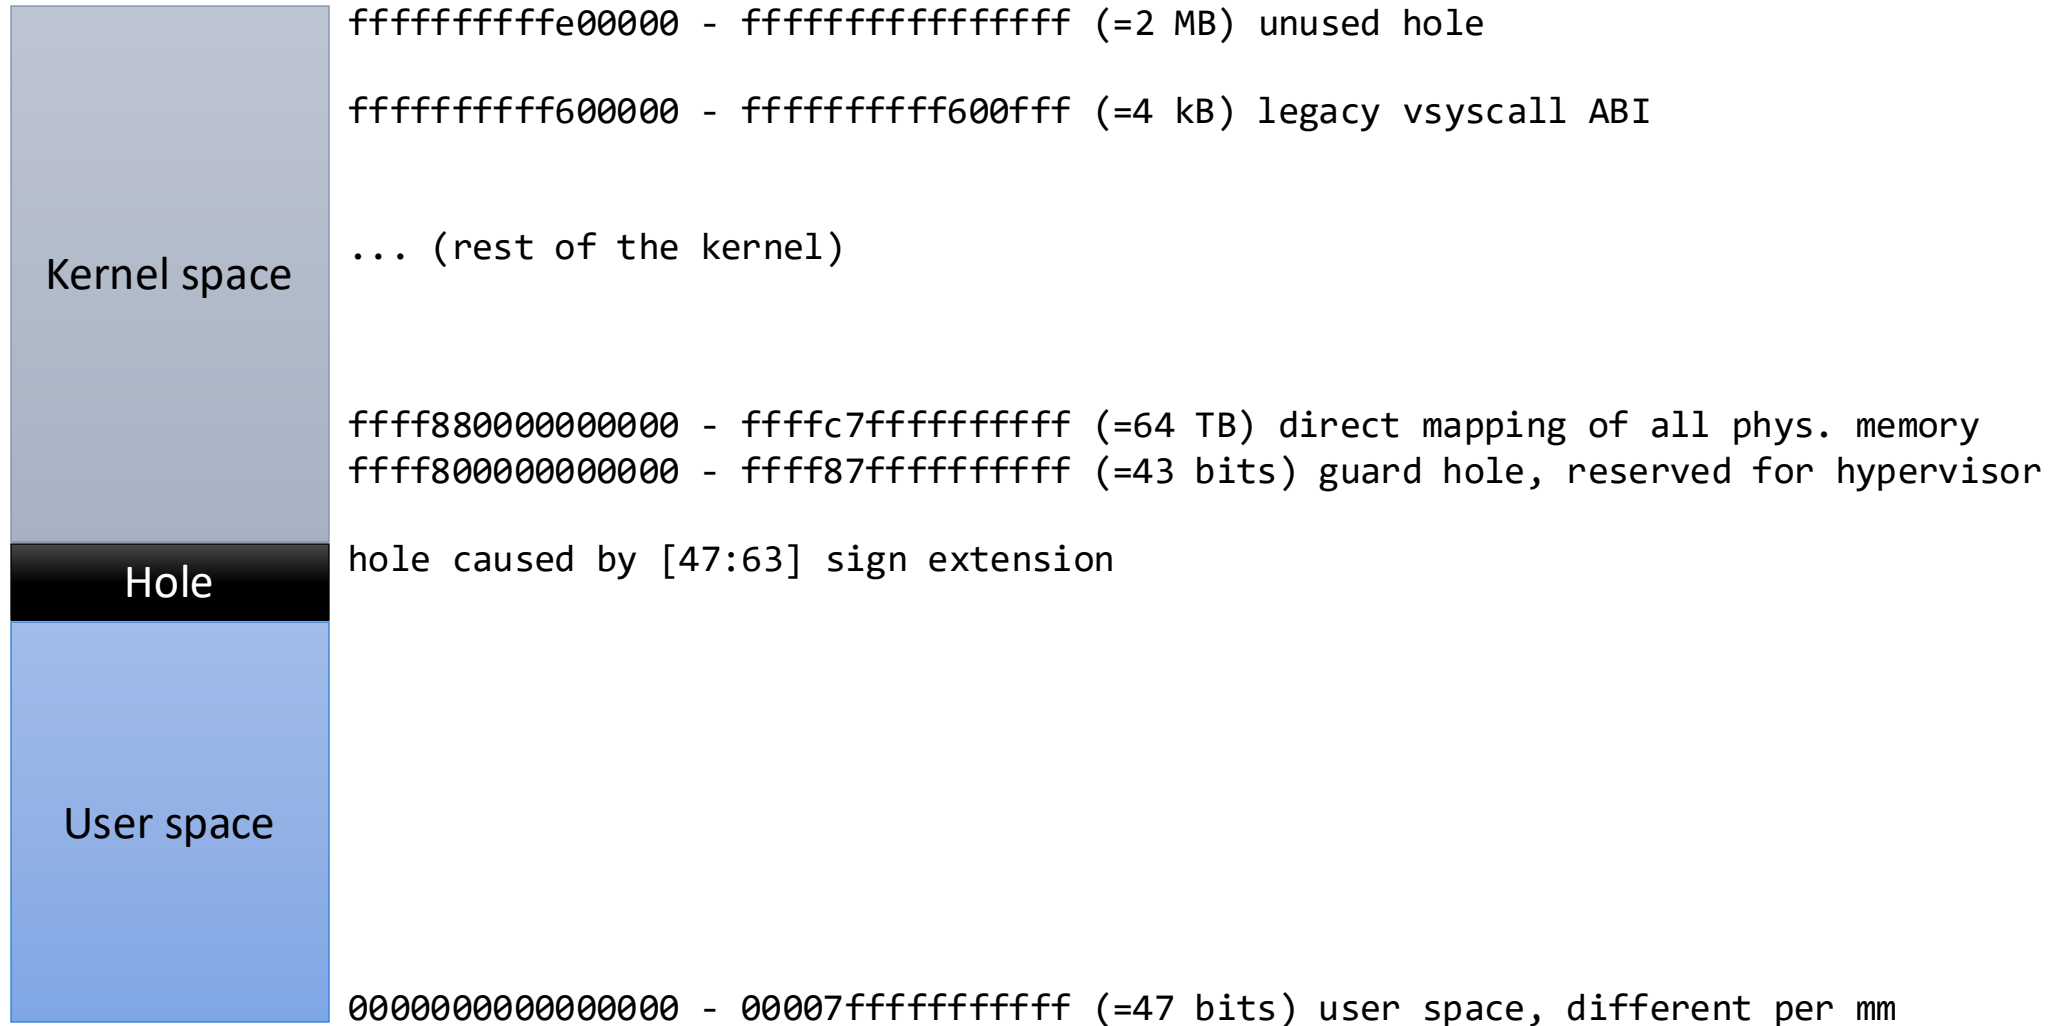 ffffffffffe00000 - ffffffffffffffff (=2 MB) unused hole
ffffffffff600000 - ffffffffff600fff (=4 kB) legacy vsyscall ABI
... (rest of the kernel)
Kernel space
ffff880000000000 - ffffc7ffffffffff (=64 TB) direct mapping of all phys. memory
ffff800000000000 - ffff87ffffffffff (=43 bits) guard hole, reserved for hypervisor
hole caused by [47:63] sign extension
Hole
User space
0000000000000000 - 00007fffffffffff (=47 bits) user space, different per mm